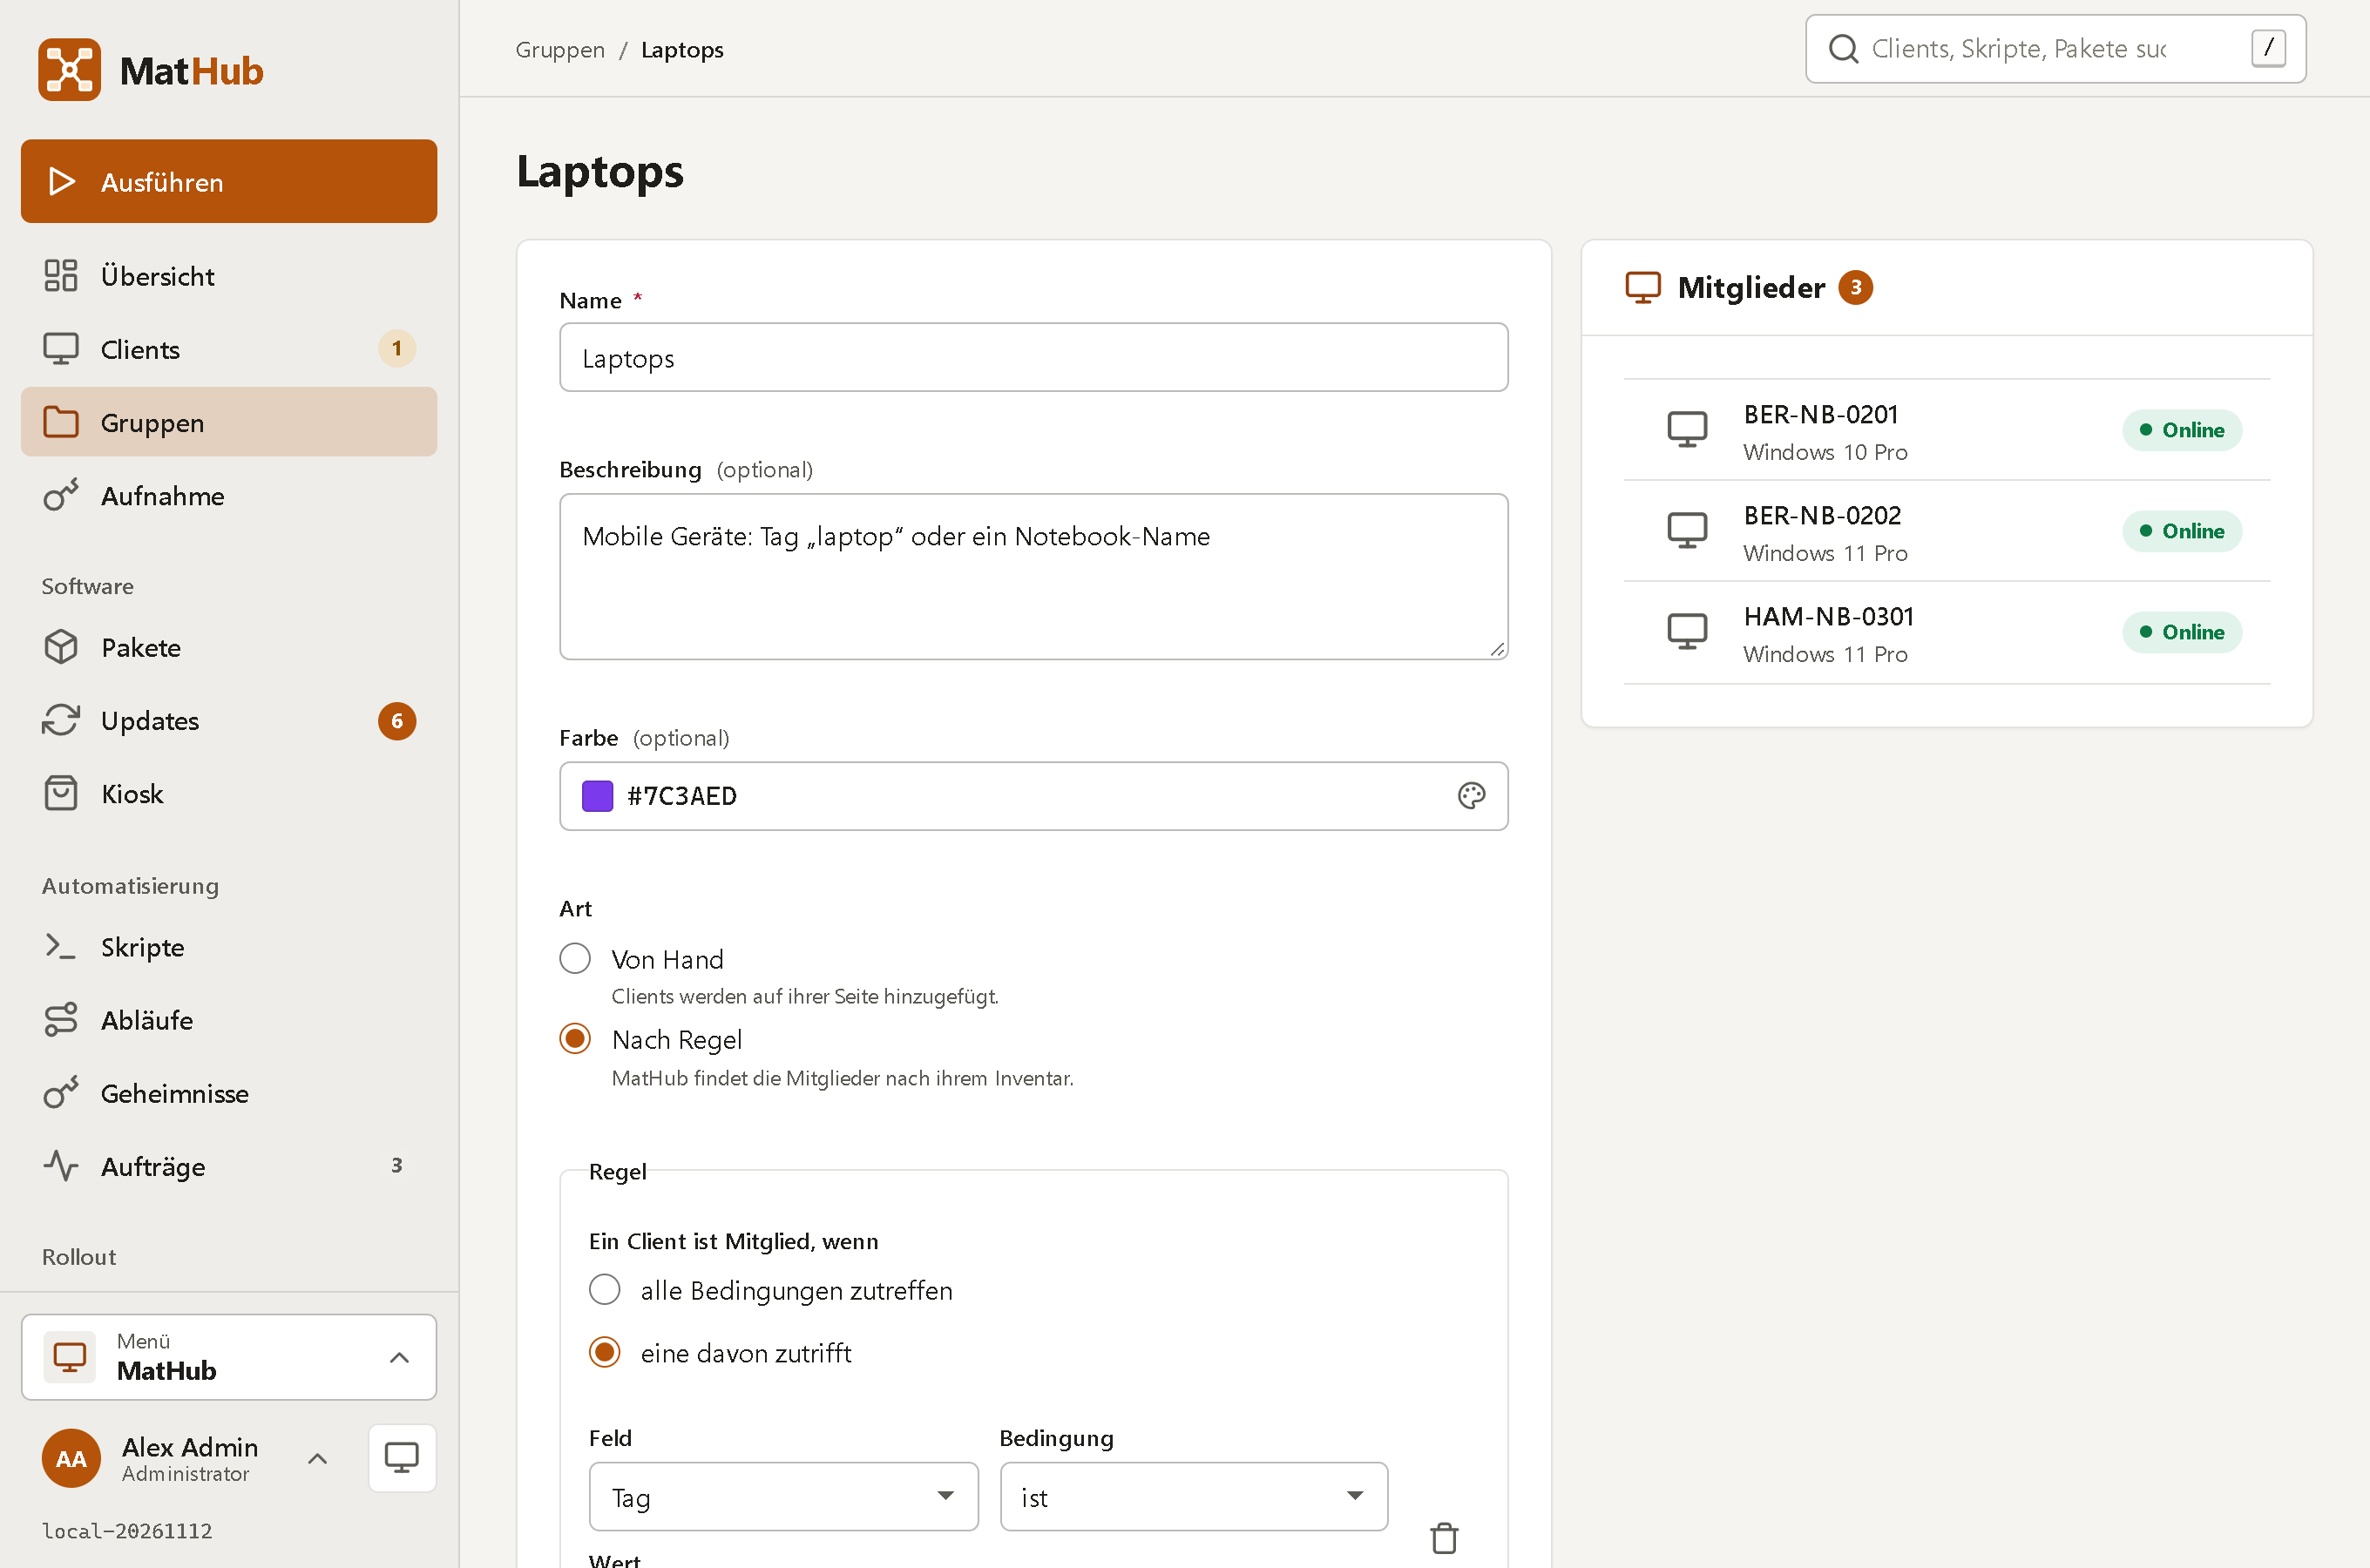 MatHub
Ausführen
Übersicht
Clients 1
Gruppen
Aufnahme
Software
Pakete
Updates 6
Kiosk
Automatisierung
Skripte
Abläufe
Geheimnisse
Aufträge 3
Rollout
Menü
MatHub
AA Alex Admin
Administrator
local-20261112
Gruppen / Laptops
Clients, Skripte, Pakete suc /
Laptops
Name *
Laptops
Beschreibung (optional)
Mobile Geräte: Tag „laptop“ oder ein Notebook-Name
Farbe (optional)
#7C3AED
Art
Von Hand
Clients werden auf ihrer Seite hinzugefügt.
Nach Regel
MatHub findet die Mitglieder nach ihrem Inventar.
Regel
Ein Client ist Mitglied, wenn
alle Bedingungen zutreffen
eine davon zutrifft
Feld Bedingung
Tag ist
Wert
Mitglieder 3
BER-NB-0201 Online
Windows 10 Pro
BER-NB-0202 Online
Windows 11 Pro
HAM-NB-0301 Online
Windows 11 Pro